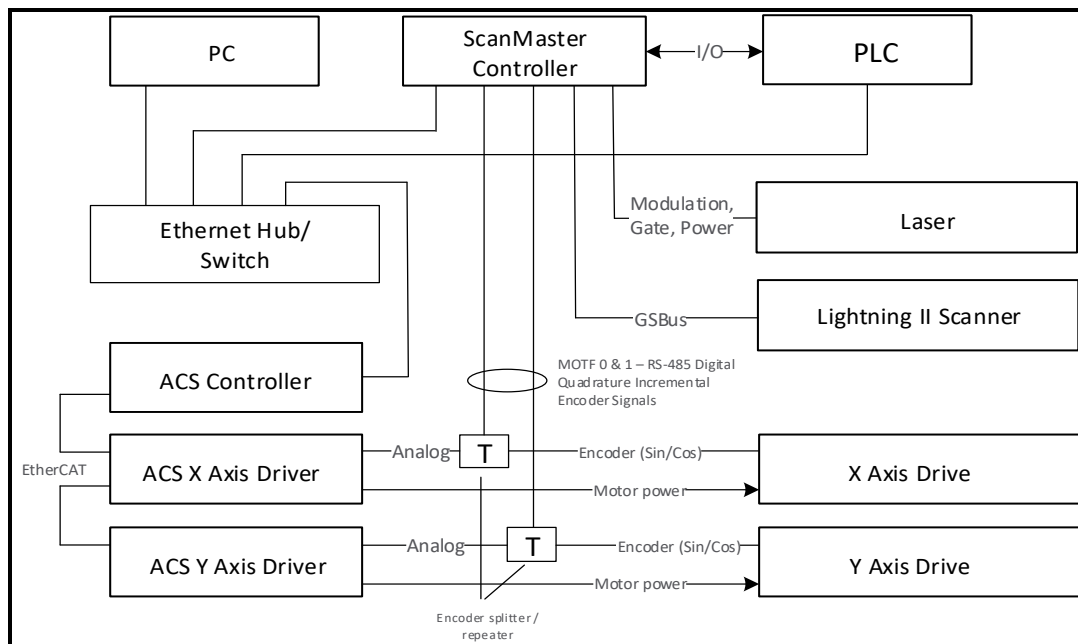 PC
ScanMaster
Controller
I/O
PLC
Modulation,
Gate, Power
Laser
Ethernet Hub/
Switch
GSBus
Lightning II Scanner
MOTF 0 & 1 – RS-485 Digital
Quadrature Incremental
Encoder Signals
ACS Controller
EtherCAT
ACS X Axis Driver
Analog
T
Encoder (Sin/Cos)
X Axis Drive
Motor power
ACS Y Axis Driver
Analog
T
Encoder (Sin/Cos)
Y Axis Drive
Motor power
Encoder splitter /
repeater